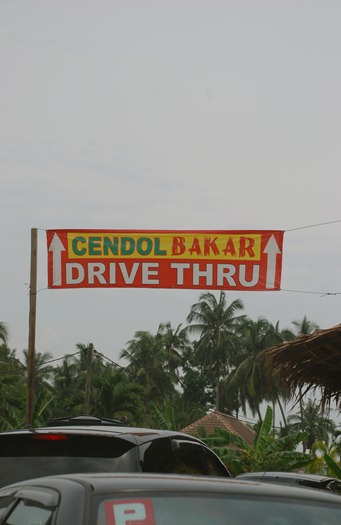 CENDOL BAKAR
DRIVE THRU
P